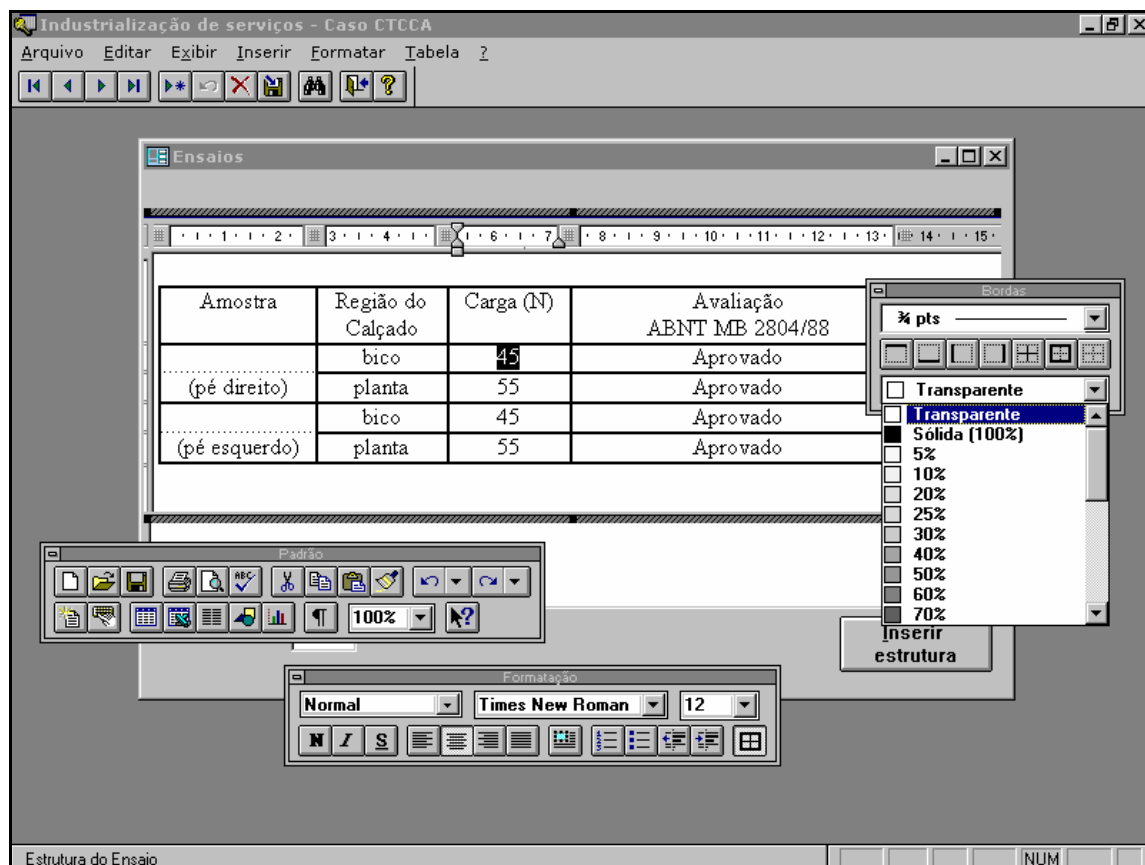 Industrialização de serviços - Caso CTCCA
Arquivo Editar Exibir Inserir Formatar Tabela ?
Ensaios
1 2 3 4 6 7 8 9 10 11 12 13 14 15
Amostra
Região do Calçado
Carga (N)
Avaliação
ABNT MB 2804/88
bico 45 Aprovado
(pé direito) planta 55 Aprovado
bico 45 Aprovado
(pé esquerdo) planta 55 Aprovado
Bordas
¾ pts
Transparente
Transparente
Sólida (100%)
5%
10%
20%
25%
30%
40%
50%
60%
70%
Padrão
ABC
100%
Inserir
estrutura
Formatação
Normal Times New Roman 12
N I S
Estrutura do Ensaio NUM